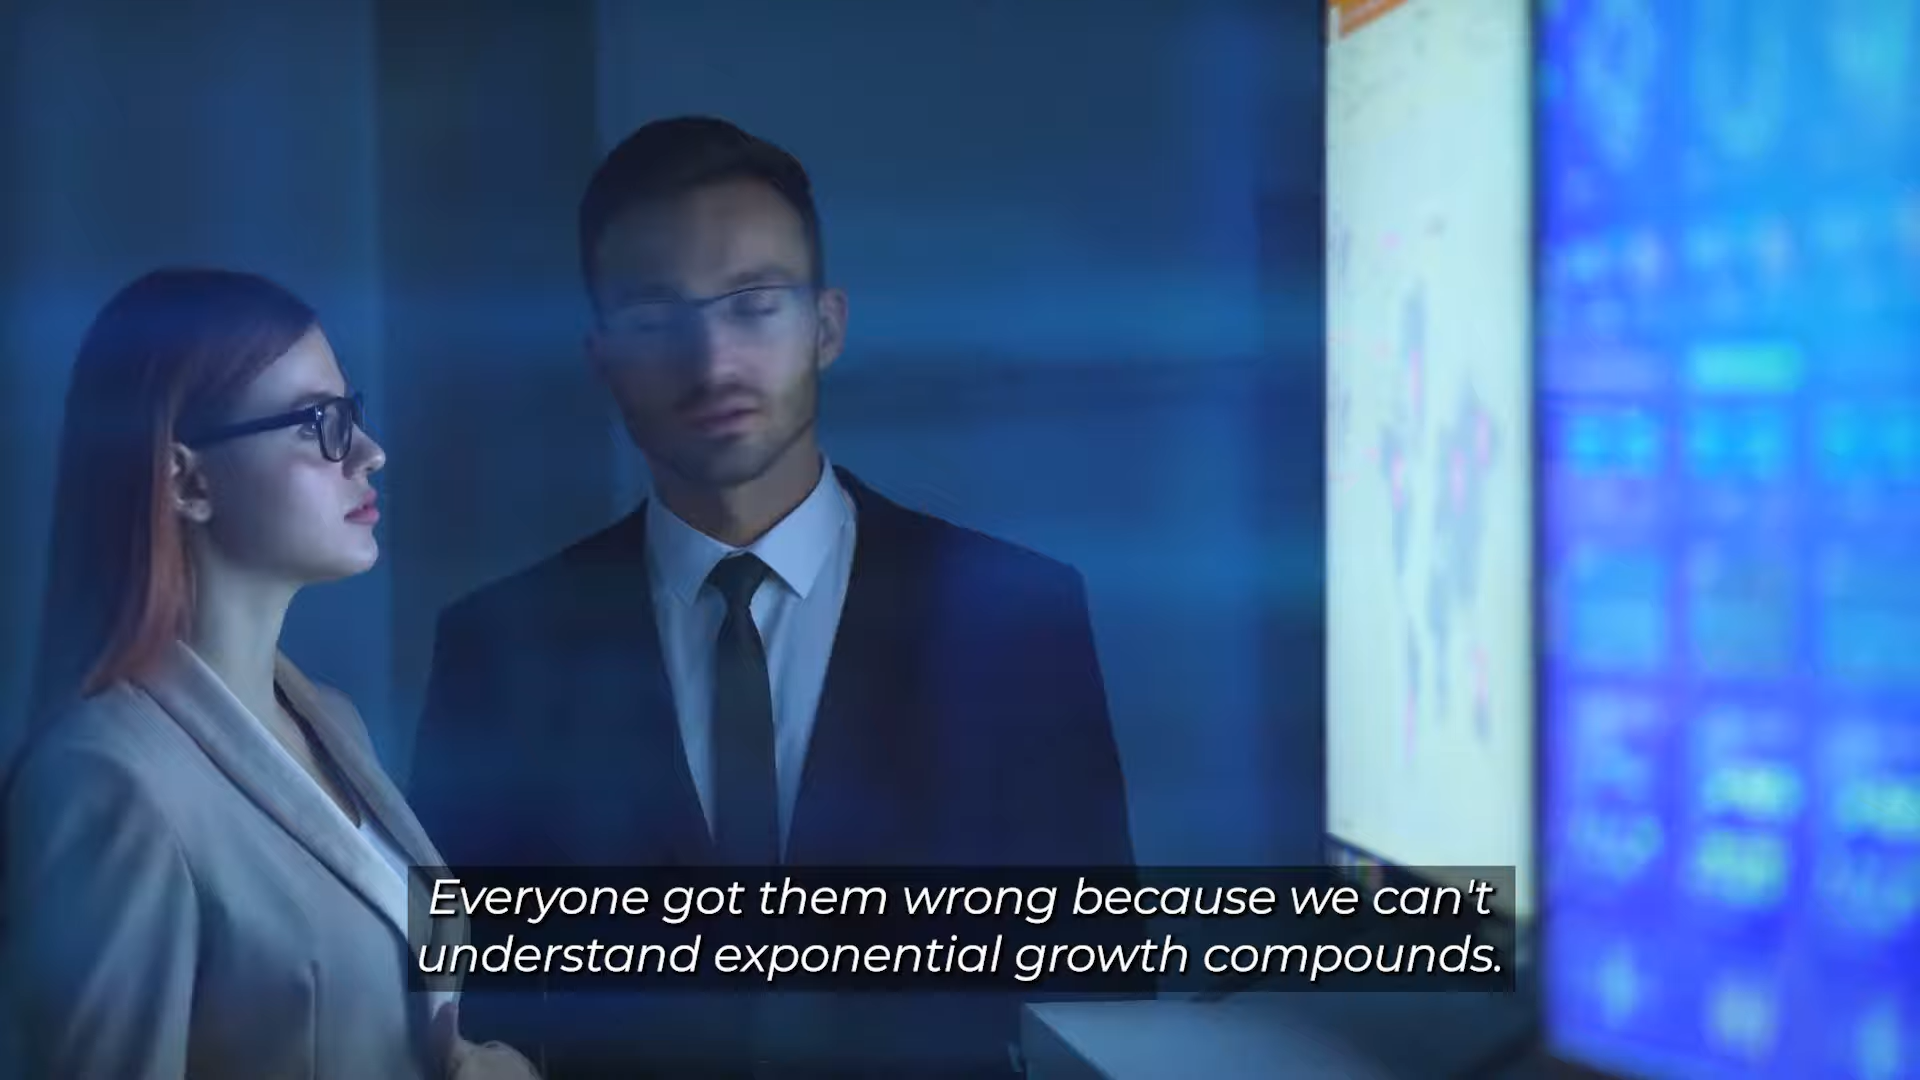 Everyone got them wrong because we can't
understand exponential growth compounds.